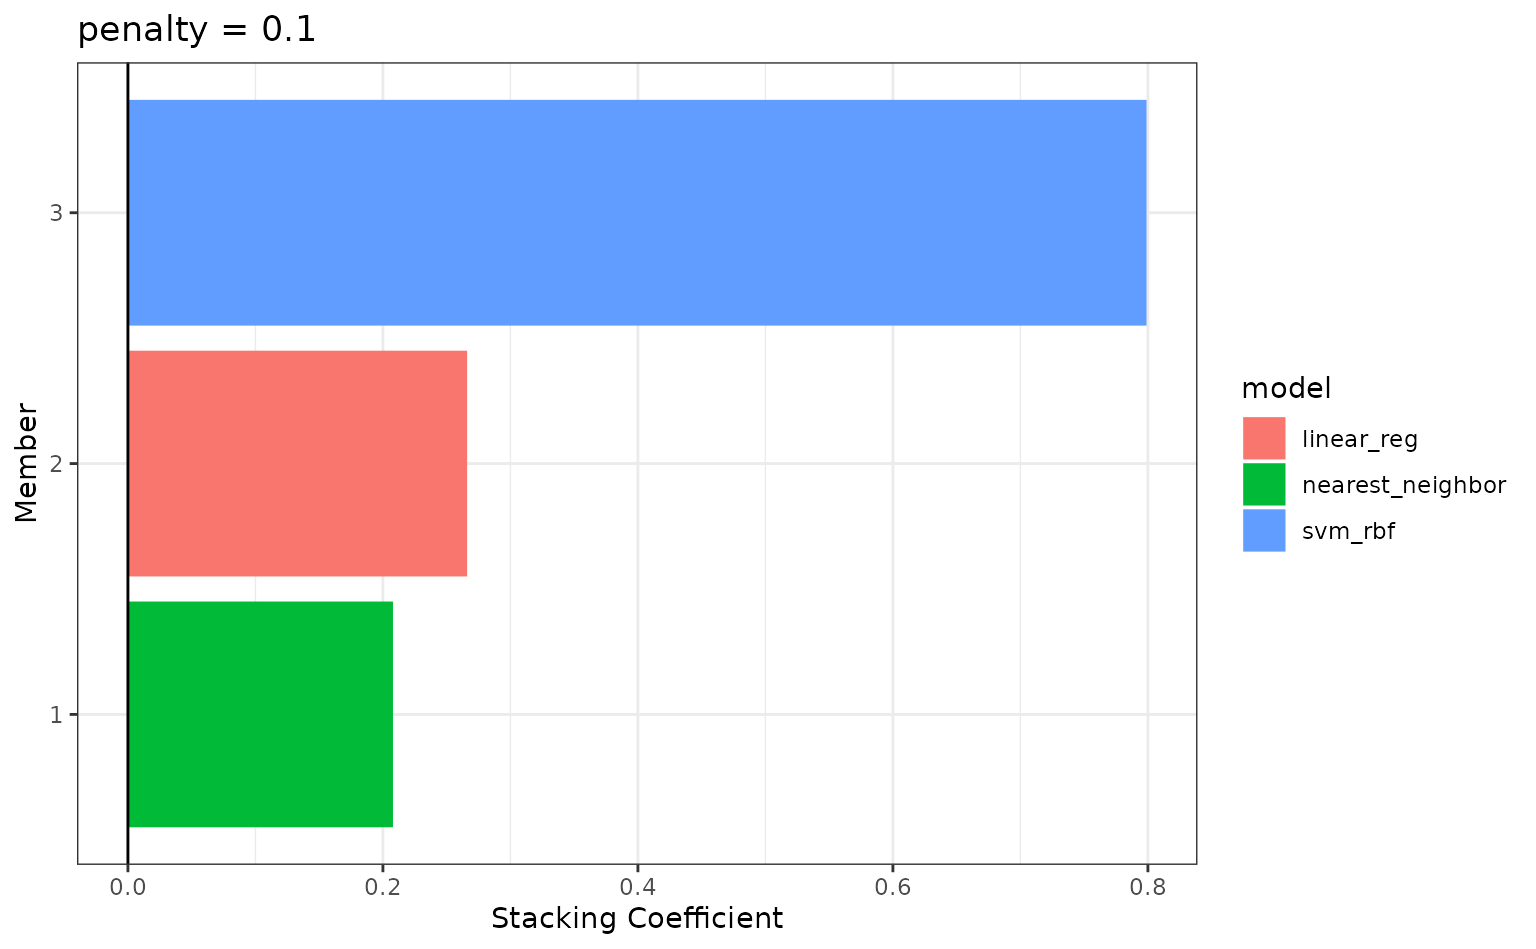 penalty = 0.1
3
2
1
Member
0.0 0.2 0.4 0.6 0.8
Stacking Coefficient
model
linear_reg
nearest_neighbor
svm_rbf